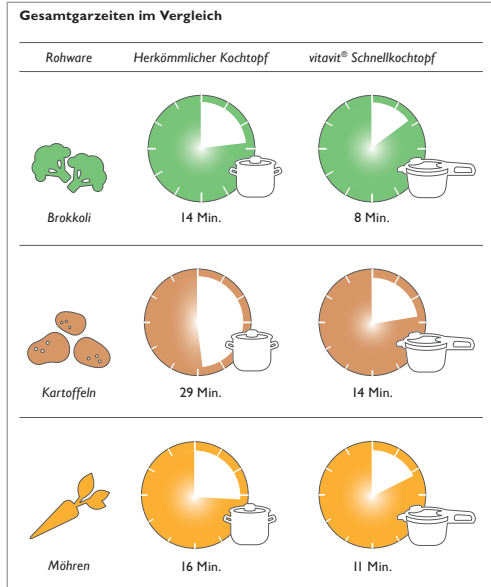 Gesamtgarzeiten im Vergleich
Rohware Herkömmlicher Kochtopf vitavit® Schnellkochtopf
Brokkoli 14 Min. 8 Min.
Kartoffeln 29 Min. 14 Min.
Möhren 16 Min. 11 Min.